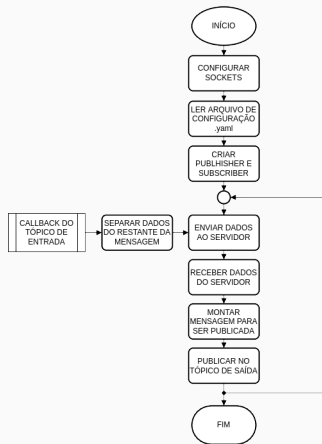 INÍCIO
CONFIGURAR
SOCKETS
LER ARQUIVO DE
CONFIGURAÇÃO
.yaml
CRIAR
PUBLHISHER E
SUBSCRIBER
CALLBACK DO
TÓPICO DE
ENTRADA
SEPARAR DADOS
DO RESTANTE DA
MENSAGEM
ENVIAR DADOS
AO SERVIDOR
RECEBER DADOS
DO SERVIDOR
MONTAR
MENSAGEM PARA
SER PUBLICADA
PUBLICAR NO
TÓPICO DE SAÍDA
FIM